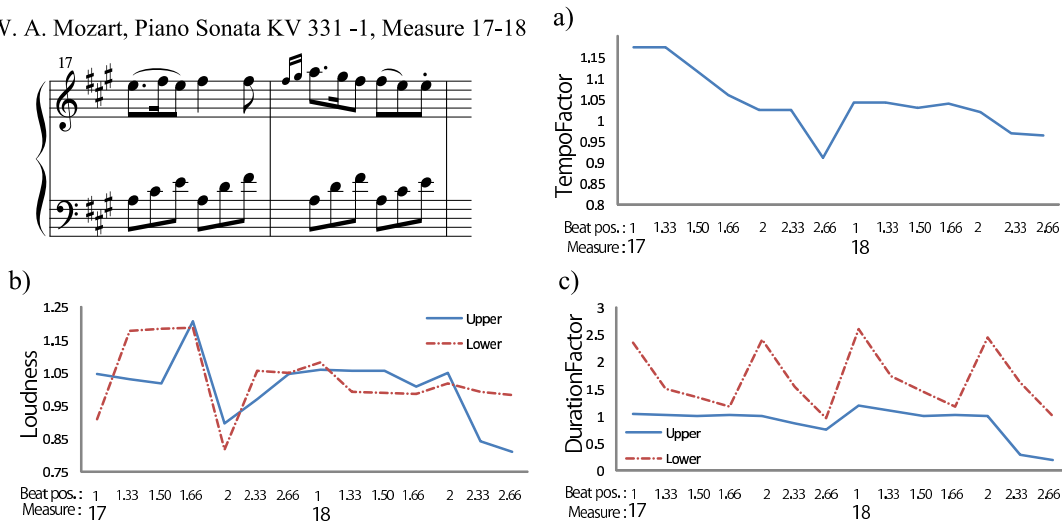 W. A. Mozart, Piano Sonata KV 331 -1, Measure 17-18
17
a)
TempoFactor
1.15
1.1
1.05
1
0.95
0.9
0.85
0.8
Beat pos. : 1 1.33 1.50 1.66 2 2.33 2.66 1 1.33 1.50 1.66 2 2.33 2.66
Measure : 17 18
b)
Loudness
1.25
1.15
1.05
0.95
0.85
0.75
Upper
Lower
Beat pos. : 1 1.33 1.50 1.66 2 2.33 2.66 1 1.33 1.50 1.66 2 2.33 2.66
Measure : 17 18
c)
DurationFactor
3
2.5
2
1.5
1
0.5
0
Upper
Lower
Beat pos. : 1 1.33 1.50 1.66 2 2.33 2.66 1 1.33 1.50 1.66 2 2.33 2.66
Measure : 17 18